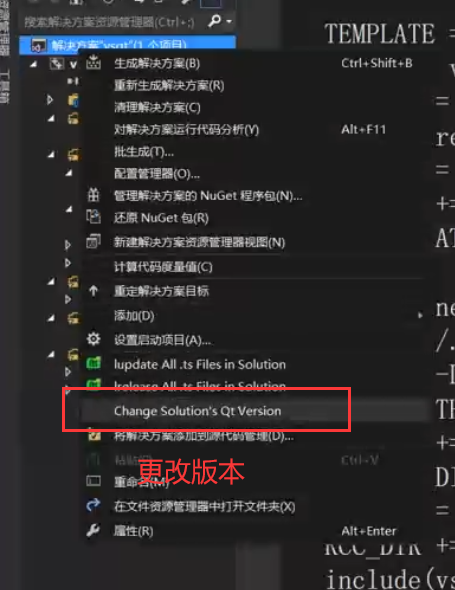 搜索解决方案资源管理器(Ctrl+;)
解决方案"vsqt"(1 个项目)
生成解决方案(B) Ctrl+Shift+B
重新生成解决方案(R)
清理解决方案(C)
对解决方案运行代码分析(Y) Alt+F11
批生成(T)...
配置管理器(O)...
管理解决方案的 NuGet 程序包(N)...
还原 NuGet 包(R)
新建解决方案资源管理器视图(N)
计算代码度量值(C)
重定解决方案目标
添加(D)
设置启动项目(A)...
lupdate All .ts Files in Solution
lrelease All .ts Files in Solution
Change Solution's Qt Version
将解决方案添加到源代码管理(D)...
粘贴(P) Ctrl+V
更改版本
重命名(M)
在文件资源管理器中打开文件夹(X)
属性(R) Alt+Enter
资源管理器
工具箱
TEMPLATE =
v
=
re
=
+=
AT
ne
/.
-I
TH
+=
DI
=
RCC_DIR +=
include(vs